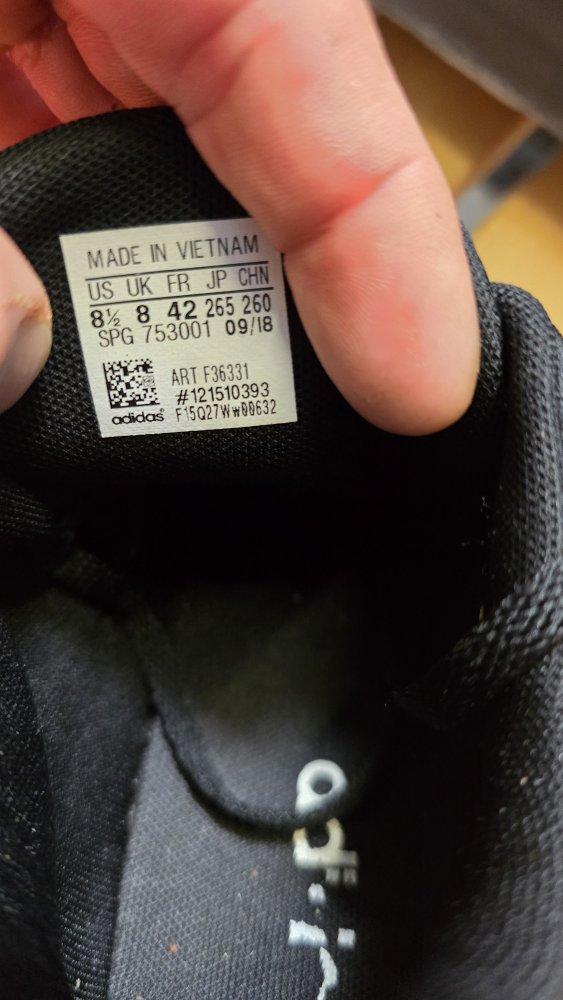 MADE IN VIETNAM
US UK FR JP CHN
8½ 8 42 265 260
SPG 753001 09/18
ART F36331
#121510393
adidas® F15Q27Ww00632